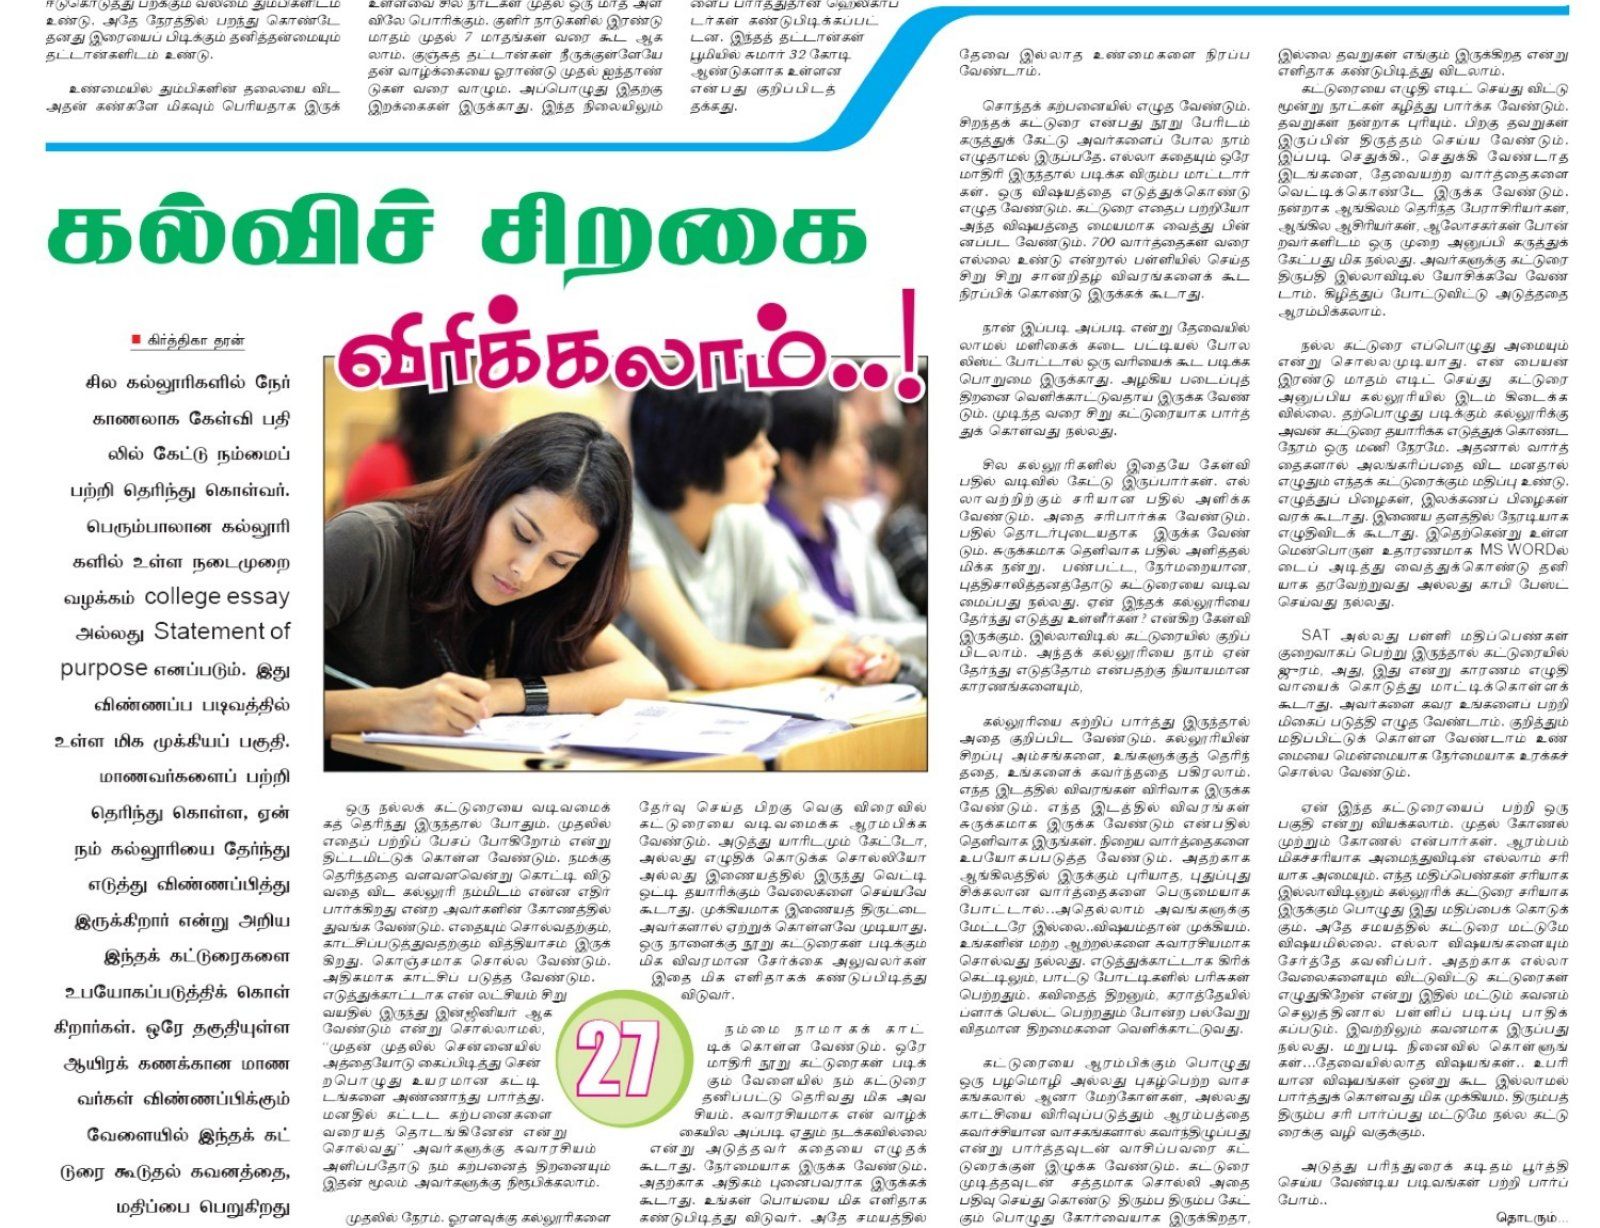 ஈடுகொடுத்து பறக்கும் வலிமை தும்பிகளிடம்
உண்டு. அதே நேரத்தில் பறந்து கொண்டே
தனது இரையைப் பிடிக்கும் தனித்தன்மையும்
தட்டான்களிடம் உண்டு.
உண்மையில் தும்பிகளின் தலையை விட
அதன் கண்களே மிகவும் பெரியதாக இருக்
உள்ளவை சில நாட்கள் முதல் ஒரு மாத அள
விலே பொரிக்கும். குளிர் நாடுகளில் இரண்டு
மாதம் முதல் 7 மாதங்கள் வரை கூட ஆக
லாம். குஞ்சுத் தட்டான்கள் நீருக்குள்ளேயே
தன் வாழ்க்கையை ஓராண்டு முதல் ஐந்தாண்
டுகள் வரை வாழும். அப்பொழுது இதற்கு
இறக்கைகள் இருக்காது. இந்த நிலையிலும்
ளைப் பார்த்துதான் ஹெலிகாப்
டர்கள் கண்டுபிடிக்கப்பட்
டன. இந்தத் தட்டான்கள்
பூமியில் சுமார் 32 கோடி
ஆண்டுகளாக உள்ளன
என்பது குறிப்பிடத்
தக்கது.
கல்விச் சிறகை
விரிக்கலாம்..!
கிர்த்திகா தரன்
சில கல்லூரிகளில் நேர்
காணலாக கேள்வி பதி
லில் கேட்டு நம்மைப்
பற்றி தெரிந்து கொள்வர்.
பெரும்பாலான கல்லூரி
களில் உள்ள நடைமுறை
வழக்கம் college essay
அல்லது Statement of
purpose எனப்படும். இது
விண்ணப்ப படிவத்தில்
உள்ள மிக முக்கியப் பகுதி.
மாணவர்களைப் பற்றி
தெரிந்து கொள்ள, ஏன்
நம் கல்லூரியை தேர்ந்து
எடுத்து விண்ணப்பித்து
இருக்கிறார் என்று அறிய
இந்தக் கட்டுரைகளை
உபயோகப்படுத்திக் கொள்
கிறார்கள். ஒரே தகுதியுள்ள
ஆயிரக் கணக்கான மாண
வர்கள் விண்ணப்பிக்கும்
வேளையில் இந்தக் கட்
டுரை கூடுதல் கவனத்தை,
மதிப்பை பெறுகிறது
ஒரு நல்லக் கட்டுரையை வடிவமைக்
கத் தெரிந்து இருந்தால் போதும். முதலில்
எதைப் பற்றிப் பேசப் போகிறோம் என்று
திட்டமிட்டுக் கொள்ள வேண்டும். நமக்கு
தெரிந்ததை வளவளவென்று கொட்டி விடு
வதை விட கல்லூரி நம்மிடம் என்ன எதிர்
பார்க்கிறது என்ற அவர்களின் கோணத்தில்
துவங்க வேண்டும். எதையும் சொல்வதற்கும்,
காட்சிப்படுத்துவதற்கும் வித்தியாசம் இருக்
கிறது. கொஞ்சமாக சொல்ல வேண்டும்.
அதிகமாக காட்சிப் படுத்த வேண்டும்.
எடுத்துக்காட்டாக என் லட்சியம் சிறு
வயதில் இருந்து இன்ஜினியர் ஆக
வேண்டும் என்று சொல்லாமல்,
"முதன் முதலில் சென்னையில்
அத்தையோடு கைப்பிடித்து சென்
றபொழுது உயரமான கட்டி
டங்களை அண்ணாந்து பார்த்து.
மனதில் கட்டட கற்பனைகளை
வரையத் தொடங்கினேன் என்று
சொல்வது" அவர்களுக்கு சுவாரசியம்
அளிப்பதோடு நம் கற்பனைத் திறனையும்
இதன் மூலம் அவர்களுக்கு நிரூபிக்கலாம்.
முதலில் நேரம். ஓரளவுக்கு கல்லூரிகளை
தேர்வு செய்த பிறகு வெகு விரைவில்
கட்டுரையை வடிவமைக்க ஆரம்பிக்க
வேண்டும். அடுத்து யாரிடமும் கேட்டோ,
அல்லது எழுதிக் கொடுக்க சொல்லியோ
அல்லது இணையத்தில் இருந்து வெட்டி
ஒட்டி தயாரிக்கும் வேலைகளை செய்யவே
கூடாது. முக்கியமாக இணையத் திருட்டை
அவர்களால் ஏற்றுக் கொள்ளவே முடியாது.
ஒரு நாளைக்கு நூறு கட்டுரைகள் படிக்கும்
மிக விவரமான சேர்க்கை அலுவலர்கள்
இதை மிக எளிதாகக் கண்டுப்பிடித்து
விடுவர்.
27
நம்மை நாமாகக் காட்
டிக் கொள்ள வேண்டும். ஒரே
மாதிரி நூறு கட்டுரைகள் படிக்
கும் வேளையில் நம் கட்டுரை
தனிப்பட்டு தெரிவது மிக அவ
சியம். சுவாரசியமாக என் வாழ்க்
கையில அப்படி ஏதும் நடக்கவில்லை
என்று அடுத்தவர் கதையை எழுதக்
கூடாது. நேர்மையாக இருக்க வேண்டும்.
அதற்காக அதிகம் புனைபவராக இருக்கக்
கூடாது. உங்கள் பொய்யை மிக எளிதாக
கண்டுப்பிடித்து விடுவர். அதே சமயத்தில்
தேவை இல்லாத உண்மைகளை நிரப்ப
வேண்டாம்.
சொந்தக் கற்பனையில் எழுத வேண்டும்.
சிறந்தக் கட்டுரை என்பது நூறு பேரிடம்
கருத்துக் கேட்டு அவர்களைப் போல நாம்
எழுதாமல் இருப்பதே. எல்லா கதையும் ஒரே
மாதிரி இருந்தால் படிக்க விரும்ப மாட்டார்
கள். ஒரு விஷயத்தை எடுத்துக்கொண்டு
எழுத வேண்டும். கட்டுரை எதைப் பற்றியோ
அந்த விஷயத்தை மையமாக வைத்து பின்
னப்பட வேண்டும். 700 வார்த்தைகள் வரை
எல்லை உண்டு என்றால் பள்ளியில் செய்த
சிறு சிறு சான்றிதழ் விவரங்களைக் கூட
நிரப்பிக் கொண்டு இருக்கக் கூடாது.
நான் இப்படி அப்படி என்று தேவையில்
லாமல் மளிகைக் கடை பட்டியல் போல
லிஸ்ட் போட்டால் ஒரு வரியைக் கூட படிக்க
பொறுமை இருக்காது. அழகிய படைப்புத்
திறனை வெளிக்காட்டுவதாய் இருக்க வேண்
டும். முடிந்த வரை சிறு கட்டுரையாக பார்த்
துக் கொள்வது நல்லது.
சில கல்லூரிகளில் இதையே கேள்வி
பதில் வடிவில் கேட்டு இருப்பார்கள். எல்
லாவற்றிற்கும் சரியான பதில் அளிக்க
வேண்டும். அதை சரிபார்க்க வேண்டும்.
பதில் தொடர்புடையதாக இருக்க வேண்
டும். சுருக்கமாக தெளிவாக பதில் அளித்தல்
மிக்க நன்று. பண்பட்ட, நேர்மறையான,
புத்திசாலித்தனத்தோடு கட்டுரையை வடிவ
மைப்பது நல்லது. ஏன் இந்தக் கல்லூரியை
தேர்ந்து எடுத்து உள்ளீர்கள்? என்கிற கேள்வி
இருக்கும். இல்லாவிடில் கட்டுரையில் குறிப்
பிடலாம். அந்தக் கல்லூரியை நாம் ஏன்
தேர்ந்து எடுத்தோம் என்பதற்கு நியாயமான
காரணங்களையும்,
கல்லூரியை சுற்றிப் பார்த்து இருந்தால்
அதை குறிப்பிட வேண்டும். கல்லூரியின்
சிறப்பு அம்சங்களை, உங்களுக்குத் தெரிந்
ததை, உங்களைக் கவர்ந்ததை பகிரலாம்.
எந்த இடத்தில் விவரங்கள் விரிவாக இருக்க
வேண்டும். எந்த இடத்தில் விவரங்கள்
சுருக்கமாக இருக்க வேண்டும் என்பதில்
தெளிவாக இருங்கள். நிறைய வார்த்தைகளை
உபயோகப்படுத்த வேண்டும். அதற்காக
ஆங்கிலத்தில் இருக்கும் புரியாத, புதுப்புது
சிக்கலான வார்த்தைகளை பெருமையாக
போட்டால்..அதெல்லாம் அவங்களுக்கு
மேட்டரே இல்லை..விஷயம்தான் முக்கியம்.
உங்களின் மற்ற ஆற்றல்களை சுவாரசியமாக
சொல்வது நல்லது. எடுத்துக்காட்டாக கிரிக்
கெட்டிலும், பாட்டு போட்டிகளில் பரிசுகள்
பெற்றதும். கவிதைத் திறனும், கராத்தேயில்
ப்ளாக் பெல்ட் பெற்றதும் போன்ற பல்வேறு
விதமான திறமைகளை வெளிக்காட்டுவது.
கட்டுரையை ஆரம்பிக்கும் பொழுது
ஒரு பழமொழி அல்லது புகழ்பெற்ற வாச
கங்கலால் ஆனா மேற்கோள்கள், அல்லது
காட்சியை விரிவுப்படுத்தும் ஆரம்பத்தை
கவர்ச்சியான வாசகங்களால் கவர்ந்திழுப்பது
என்று பார்த்தவுடன் வாசிப்பவரை கட்
டுரைக்குள் இழுக்க வேண்டும். கட்டுரை
முடித்தவுடன் சத்தமாக சொல்லி அதை
பதிவு செய்து கொண்டு திரும்ப திரும்ப கேட்
கும் பொழுது கோர்வையாக இருக்கிறதா,
இல்லை தவறுகள் எங்கும் இருக்கிறத என்று
எளிதாக கண்டுபிடித்து விடலாம்.
கட்டுரையை எழுதி எடிட் செய்து விட்டு
மூன்று நாட்கள் கழித்து பார்க்க வேண்டும்.
தவறுகள் நன்றாக புரியும். பிறகு தவறுகள்
இருப்பின் திருத்தம் செய்ய வேண்டும்.
இப்படி செதுக்கி., செதுக்கி வேண்டாத
இடங்களை, தேவையற்ற வார்த்தைகளை
வெட்டிக்கொண்டே இருக்க வேண்டும்.
நன்றாக ஆங்கிலம் தெரிந்த பேராசிரியர்கள்,
ஆங்கில ஆசிரியர்கள், ஆலோசகர்கள் போன்
றவர்களிடம் ஒரு முறை அனுப்பி கருத்துக்
கேட்பது மிக நல்லது. அவர்களுக்கு கட்டுரை
திருப்தி இல்லாவிடில் யோசிக்கவே வேண்
டாம். கிழித்துப் போட்டுவிட்டு அடுத்ததை
ஆரம்பிக்கலாம்.
நல்ல கட்டுரை எப்பொழுது அமையும்
என்று சொல்லமுடியாது. என் பையன்
இரண்டு மாதம் எடிட் செய்து கட்டுரை
அனுப்பிய கல்லூரியில் இடம் கிடைக்க
வில்லை. தற்பொழுது படிக்கும் கல்லூரிக்கு
அவன் கட்டுரை தயாரிக்க எடுத்துக் கொண்ட
நேரம் ஒரு மணி நேரமே. அதனால் வார்த்
தைகளால் அலங்கரிப்பதை விட மனதால்
எழுதும் எந்தக் கட்டுரைக்கும் மதிப்பு உண்டு.
எழுத்துப் பிழைகள், இலக்கணப் பிழைகள்
வரக் கூடாது. இணைய தளத்தில் நேரடியாக
எழுதிவிடக் கூடாது. இதெற்கென்று உள்ள
மென்பொருள் உதாரணமாக MS WORDல்
டைப் அடித்து வைத்துக்கொண்டு தனி
யாக தரவேற்றுவது அல்லது காபி பேஸ்ட்
செய்வது நல்லது.
SAT அல்லது பள்ளி மதிப்பெண்கள்
குறைவாகப் பெற்று இருந்தால் கட்டுரையில்
ஜுரம், அது, இது என்று காரணம் எழுதி
வாயைக் கொடுத்து மாட்டிக்கொள்ளக்
கூடாது. அவர்களை கவர உங்களைப் பற்றி
மிகைப் படுத்தி எழுத வேண்டாம். குறித்தும்
மதிப்பிட்டுக் கொள்ள வேண்டாம் உண்
மையை மென்மையாக நேர்மையாக உரக்கச்
சொல்ல வேண்டும்.
ஏன் இந்த கட்டுரையைப் பற்றி ஒரு
பகுதி என்று வியக்கலாம். முதல் கோணல்
முற்றும் கோணல் என்பார்கள். ஆரம்பம்
மிகச்சரியாக அமைந்துவிடின் எல்லாம் சரி
யாக அமையும். எந்த மதிப்பெண்கள் சரியாக
இல்லாவிடினும் கல்லூரிக் கட்டுரை சரியாக
இருக்கும் பொழுது இது மதிப்பைக் கொடுக்
கும். அதே சமயத்தில் கட்டுரை மட்டுமே
விஷயமில்லை. எல்லா விஷயங்களையும்
சேர்த்தே கவனிப்பர். அதற்காக எல்லா
வேலைகளையும் விட்டுவிட்டு கட்டுரைகள்
எழுதுகிறேன் என்று இதில் மட்டும் கவனம்
செலுத்தினால் பள்ளிப் படிப்பு பாதிக்
கப்படும். இவற்றிலும் கவனமாக இருப்பது
நல்லது. மறுபடி நினைவில் கொள்ளுங்
கள்...தேவையில்லாத விஷயங்கள்.. உபரி
யான விஷயங்கள் ஒன்று கூட இல்லாமல்
பார்த்துக் கொள்வது மிக முக்கியம். திரும்பத்
திரும்ப சரி பார்ப்பது மட்டுமே நல்ல கட்டு
ரைக்கு வழி வகுக்கும்.
அடுத்து பரிந்துரைக் கடிதம் பூர்த்தி
செய்ய வேண்டிய படிவங்கள் பற்றி பார்ப்
போம்..
தொடரும்...